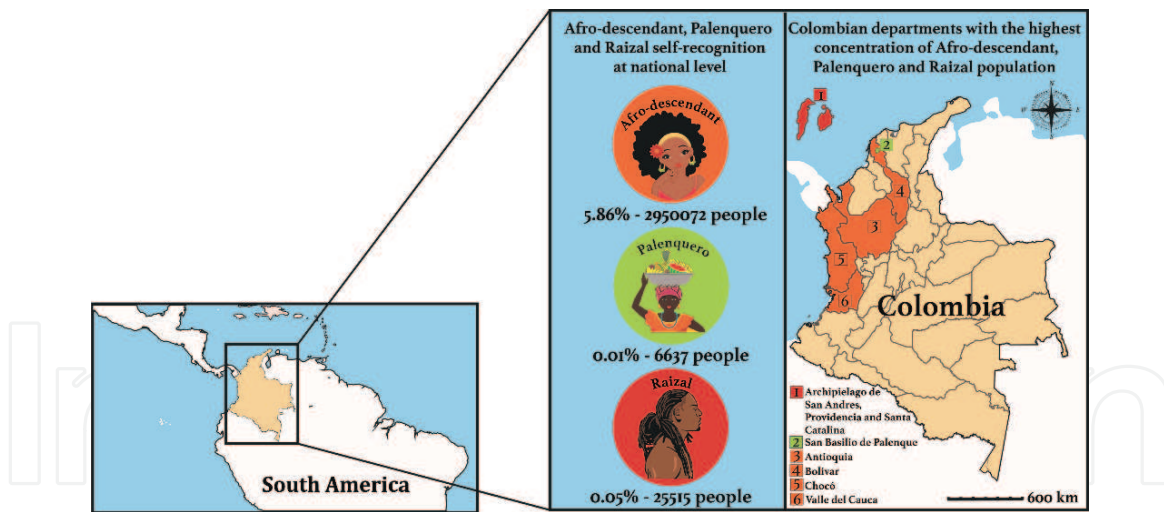 South America
Afro-descendant, Palenquero
and Raizal self-recognition
at national level
Afro-descendant
5.86% - 2950072 people
Palenquero
0.01% - 6637 people
Raizal
0.05% - 25515 people
Colombian departments with the highest
concentration of Afro-descendant,
Palenquero and Raizal population
1
N
W E
S
2
4
3
5
6
Colombia
1 Archipielago de
San Andres,
Providencia and Santa
Catalina
2 San Basilio de Palenque
3 Antioquia
4 Bolivar
5 Chocó
6 Valle del Cauca
600 km